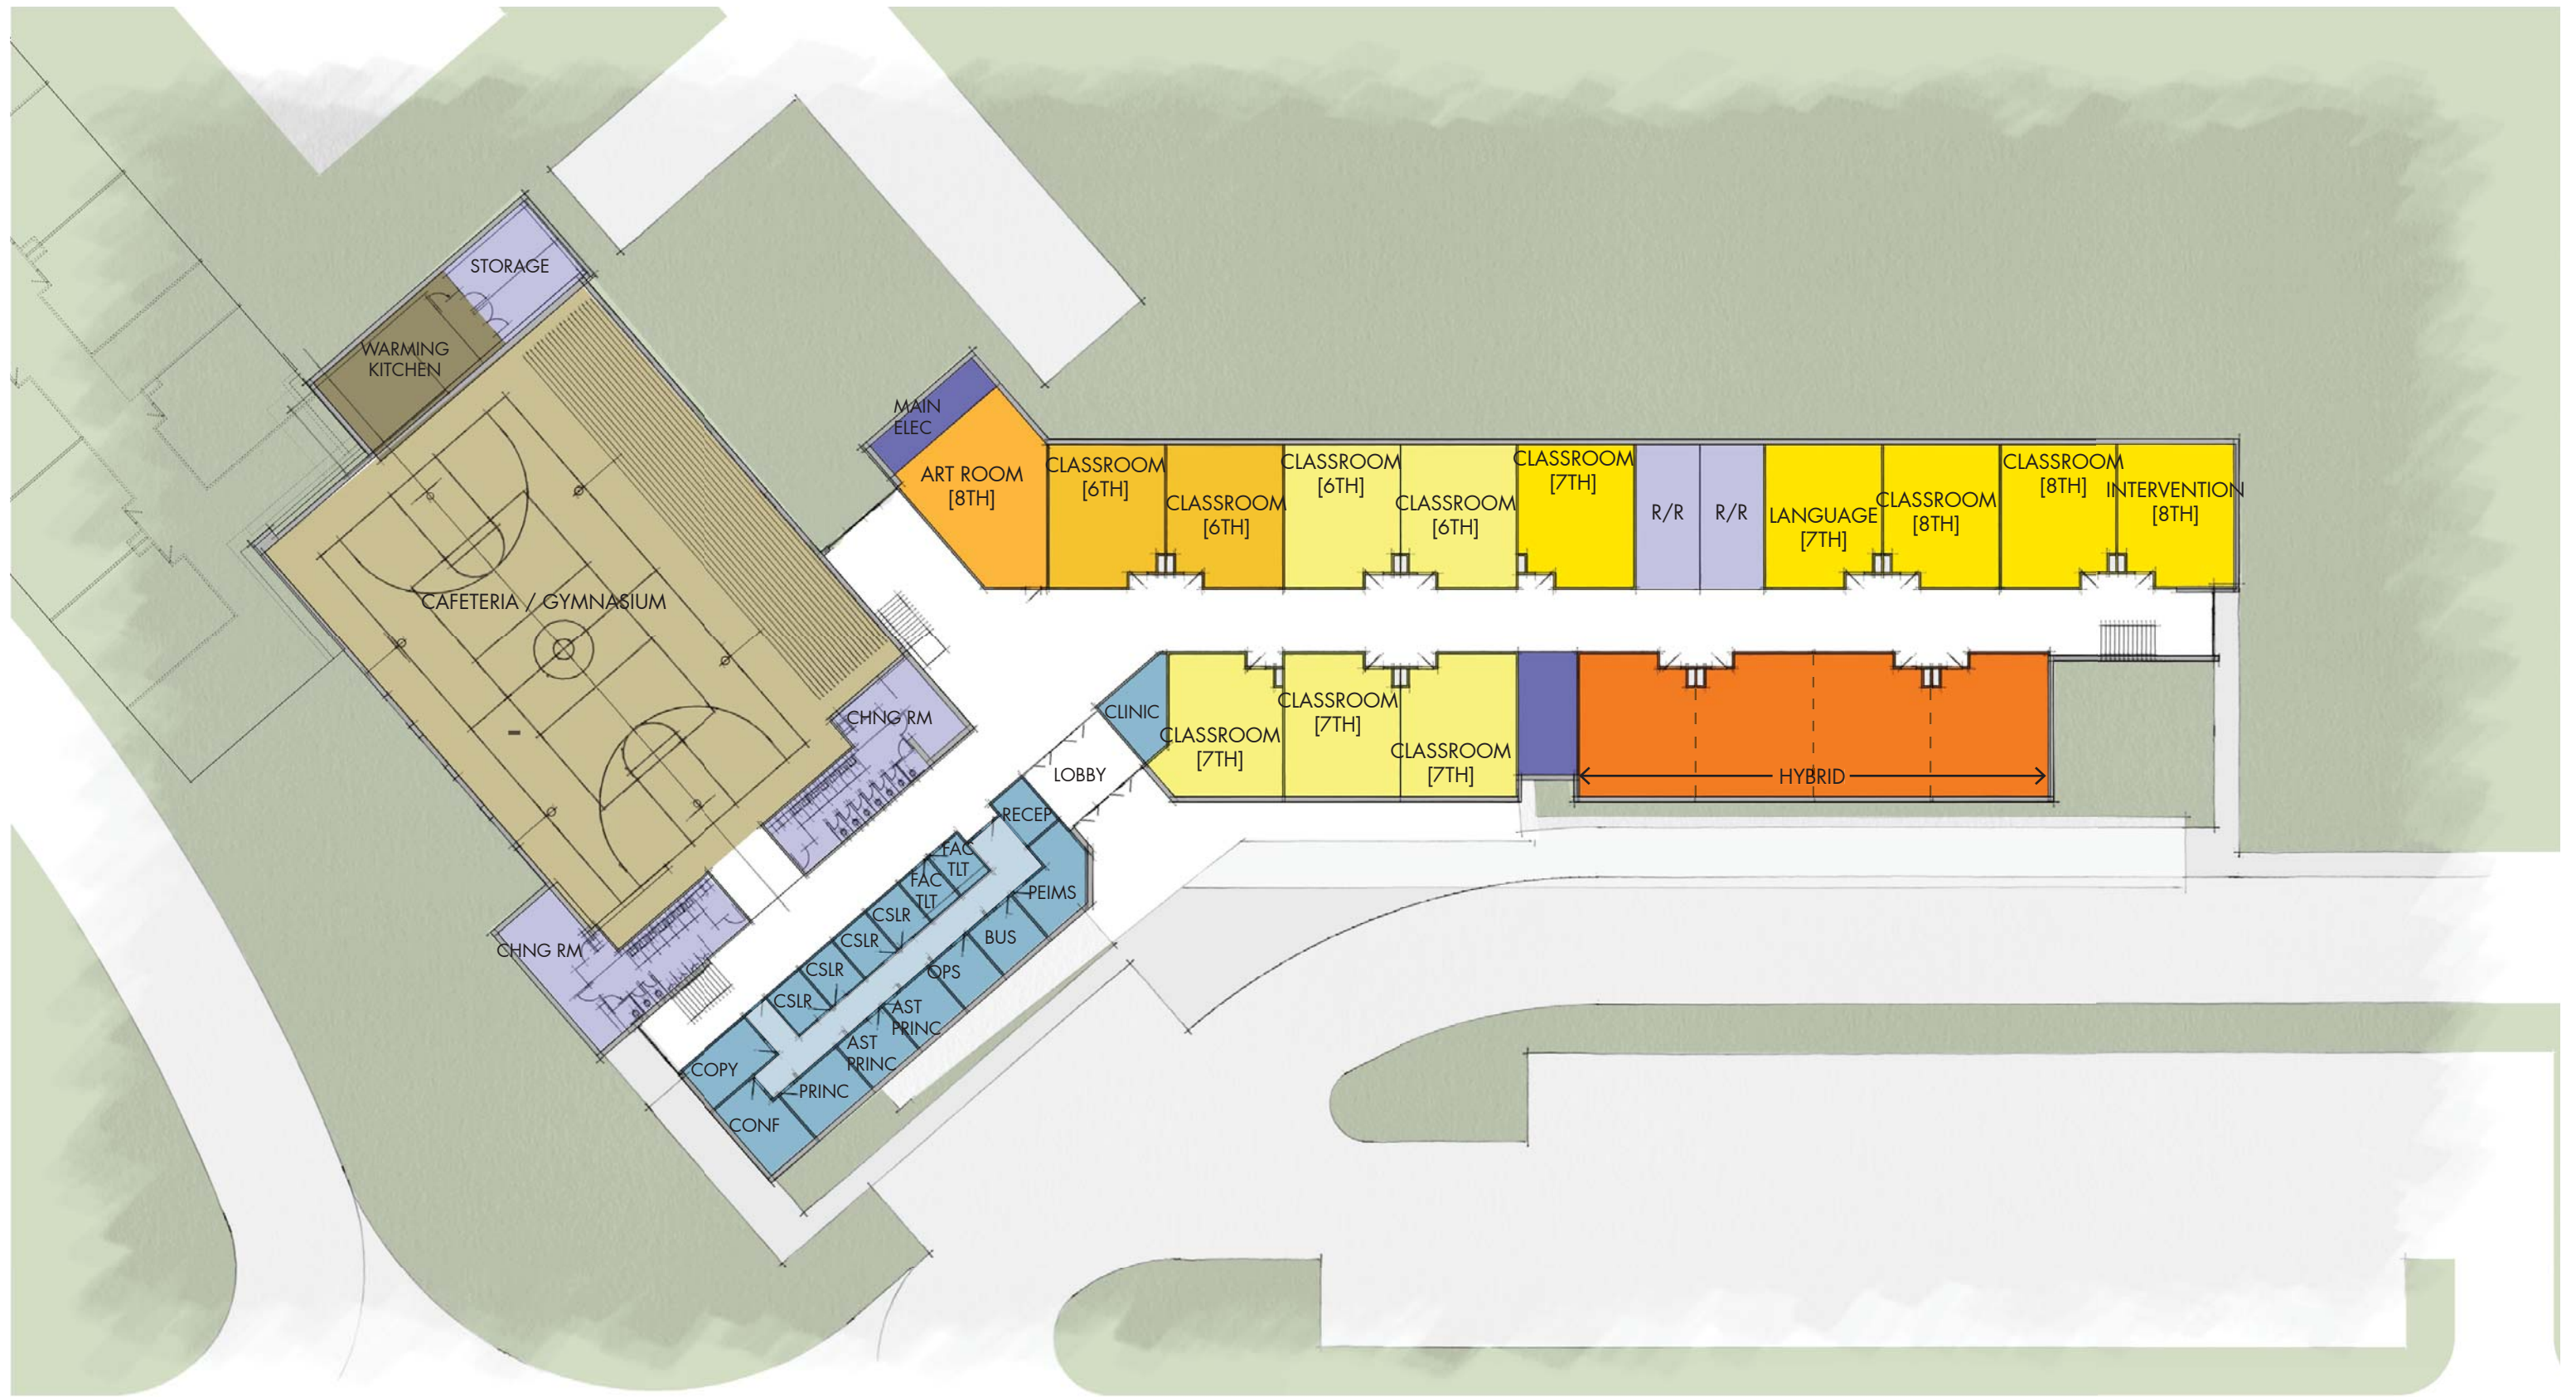 STORAGE
WARMING
KITCHEN
MAIN
ELEC
ART ROOM
[8TH]
CLASSROOM
[6TH]
CLASSROOM
[6TH]
CLASSROOM
[6TH]
CLASSROOM
[6TH]
CLASSROOM
[7TH]
R/R
R/R
LANGUAGE
[7TH]
CLASSROOM
[8TH]
CLASSROOM
[8TH]
INTERVENTION
[8TH]
CAFETERIA / GYMNASIUM
CHNG RM
CLINIC
CLASSROOM
[7TH]
CLASSROOM
[7TH]
CLASSROOM
[7TH]
HYBRID
LOBBY
RECEP
FAC
TLT
FAC
TLT
PEIMS
CSLR
BUS
CSLR
CHNG RM
CSLR
OPS
CSLR
AST
PRINC
AST
PRINC
COPY
PRINC
CONF